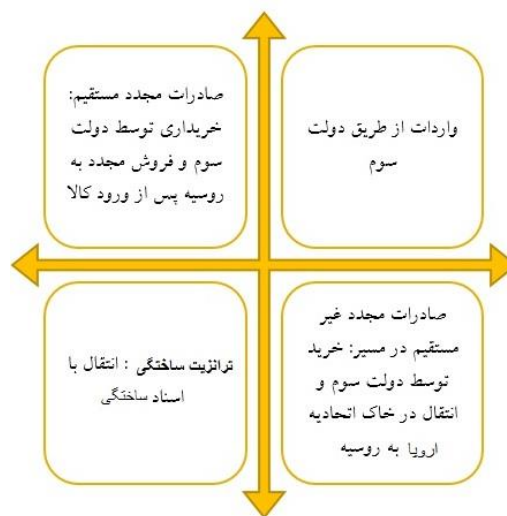 واردات از طریق دولت
سوم
صادرات مجدد مستقیم:
خریداری توسط دولت
سوم و فروش مجدد به
روسیه پس از ورود کالا
صادرات مجدد غیر
مستقیم در مسیر: خرید
توسط دولت سوم و
انتقال در خاک اتحادیه
اروپا به روسیه
ترانزیت ساختگی : انتقال با
اسناد ساختگی